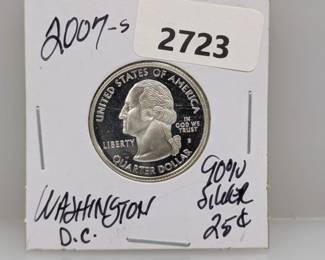 2007-S
2723
UNITED STATES OF AMERICA
LIBERTY
IN
GOD WE
TRUST
S
QUARTER DOLLAR
WASHINGTON
D.C.
90%
SILVER
25¢